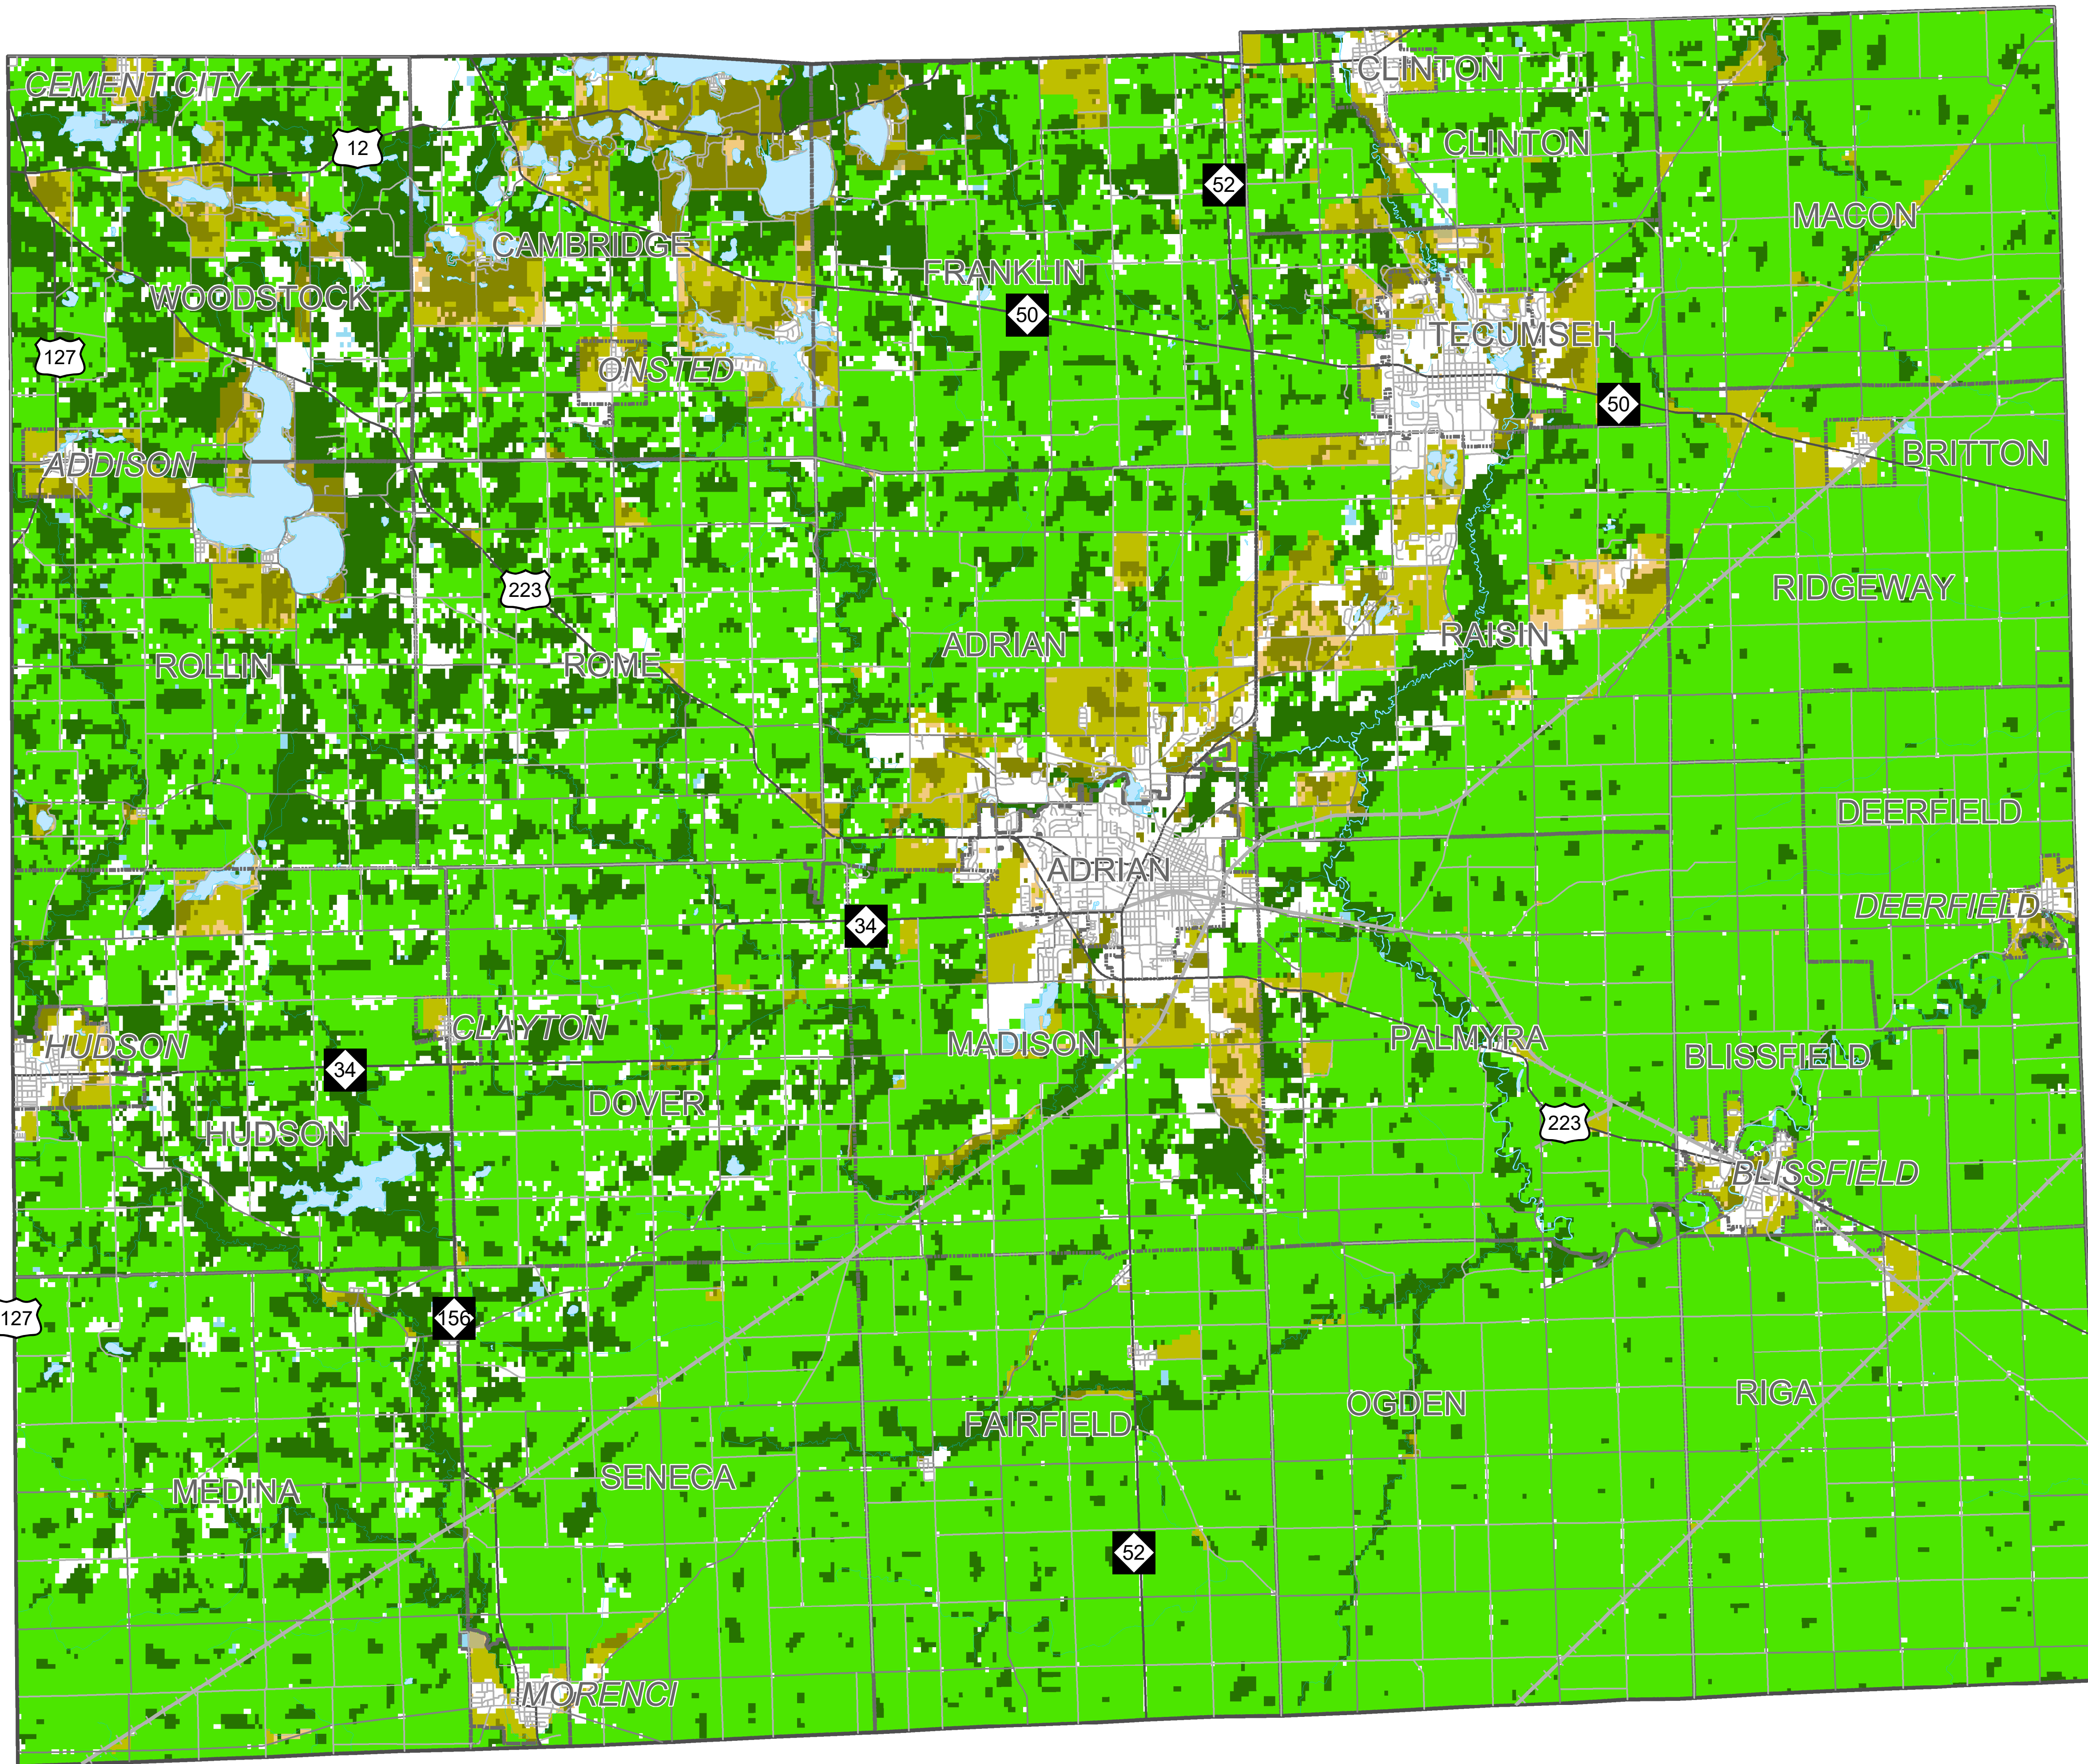 CLINTON
CEMENT CITY
12
CLINTON
52
MACON
CAMBRIDGE
FRANKLIN
WOODSTOCK
50
TECUMSEH
127
ONSTED
50
BRITTON
ADDISON
223
RIDGEWAY
RAISIN
ADRIAN
ROLLIN
ROME
DEERFIELD
ADRIAN
DEERFIELD
34
CLAYTON
HUDSON
MADISON
PALMYRA
BLISSFIELD
34
DOVER
223
HUDSON
BLISSFIELD
127
156
RIGA
OGDEN
FAIRFIELD
SENECA
MEDINA
52
MORENCI